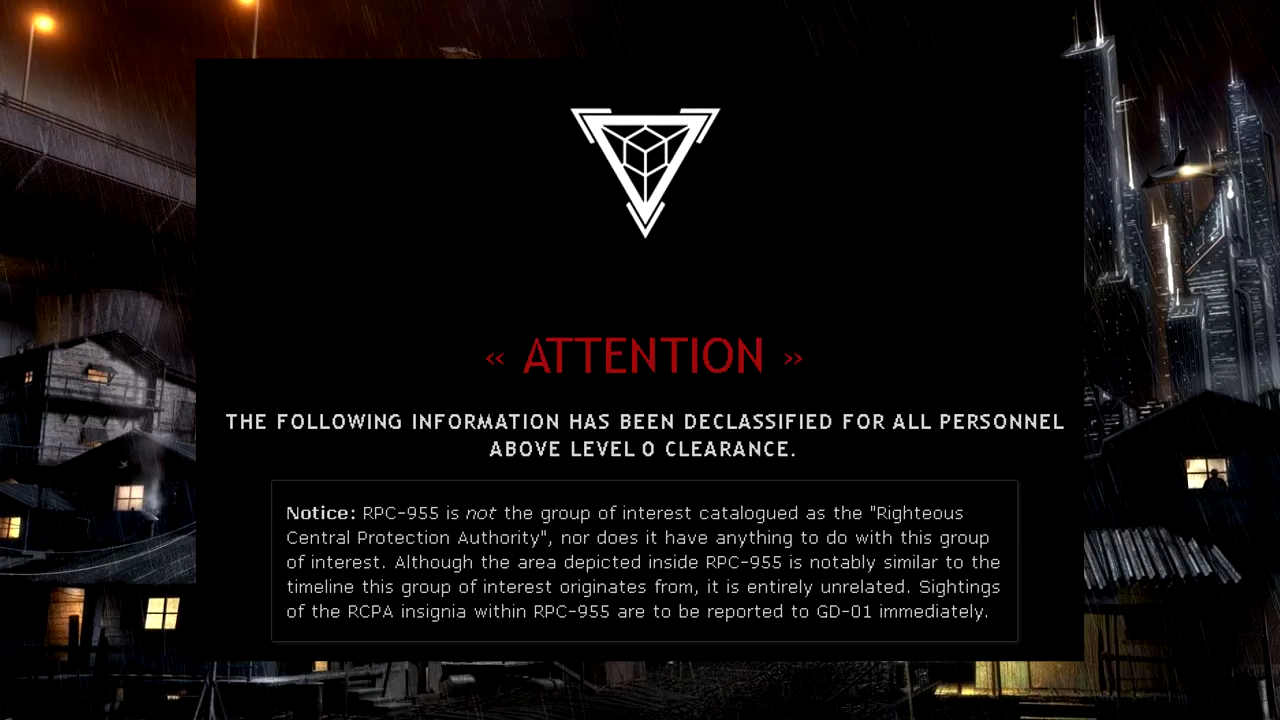 « ATTENTION »
THE FOLLOWING INFORMATION HAS BEEN DECLASSIFIED FOR ALL PERSONNEL
ABOVE LEVEL 0 CLEARANCE.
Notice: RPC-955 is not the group of interest catalogued as the "Righteous
Central Protection Authority", nor does it have anything to do with this group
of interest. Although the area depicted inside RPC-955 is notably similar to the
timeline this group of interest originates from, it is entirely unrelated. Sightings
of the RCPA insignia within RPC-955 are to be reported to GD-01 immediately.